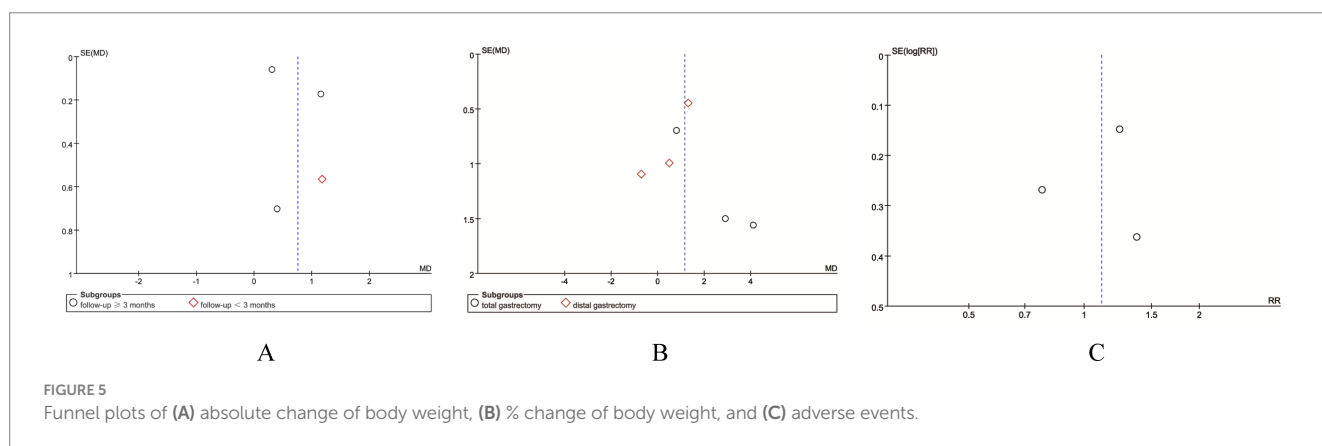 SE(MD)
0
0.2
0.4
0.6
0.8
1
-2
-1
0
1
2
MD
Subgroups
follow-up ≥ 3 months
follow-up < 3 months
A
SE(MD)
0
0.5
1
1.5
2
-4
-2
0
2
4
MD
Subgroups
total gastrectomy
distal gastrectomy
B
SE(log[RR])
0
0.1
0.2
0.3
0.4
0.5
0.5
0.7
1
1.5
2
RR
C
FIGURE 5
Funnel plots of (A) absolute change of body weight, (B) % change of body weight, and (C) adverse events.